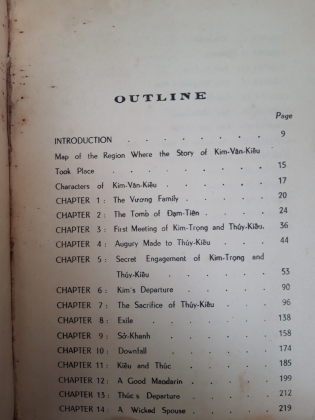 OUTLINE
Page
INTRODUCTION . . . . . . . 9
Map of the Region Where the Story of Kim-Vân-Kiều
Took Place . . . . . . . 15
Characters of Kim-Vân-Kiều . . . . . 17
CHAPTER 1 : The Vương Family . . . . . 20
CHAPTER 2 : The Tomb of Đạm-Tiên . . . . 24
CHAPTER 3 : First Meeting of Kim-Trọng and Thúy-Kiều. 36
CHAPTER 4 : Augury Made to Thúy-Kiều . . . 44
CHAPTER 5 : Secret Engagement of Kim-Trọng and
Thúy-Kiều . . . . . . 53
CHAPTER 6 : Kim's Departure . . . . . 90
CHAPTER 7 : The Sacrifice of Thúy-Kiều . . . 96
CHAPTER 8 : Exile . . . . . . . 138
CHAPTER 9 : Sở-Khanh . . . . . . 158
CHAPTER 10 : Downfall . . . . . . 174
CHAPTER 11 : Kiều and Thúc . . . . . 185
CHAPTER 12 : A Good Mandarin . . . . 199
CHAPTER 13 : Thúc's Departure . . . . 212
CHAPTER 14 : A Wicked Spouse . . . . 219